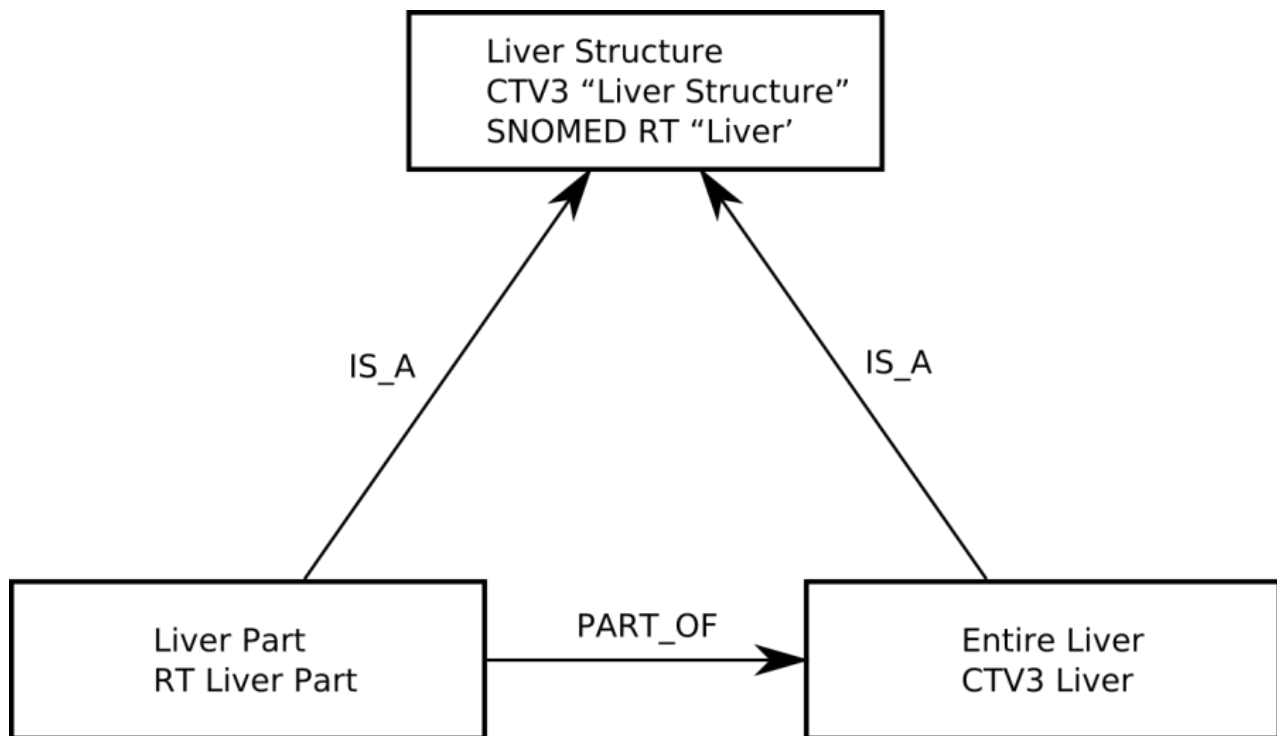 Liver Structure
CTV3 “Liver Structure”
SNOMED RT “Liver’
IS_A
IS_A
PART_OF
Liver Part
RT Liver Part
Entire Liver
CTV3 Liver